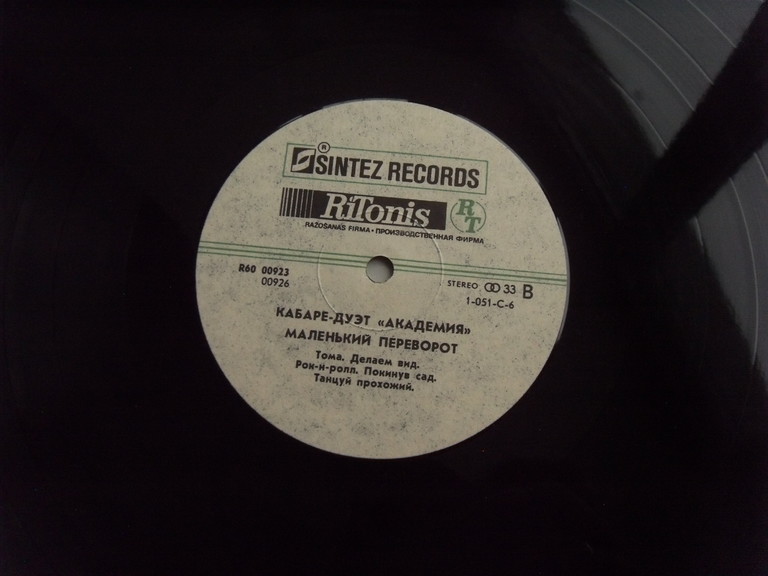 ®
SINTEZ RECORDS
RiTonis RT
RAŽOŠANAS FIRMA • ПРОИЗВОДСТВЕННАЯ ФИРМА
R60 00923
00926
STEREO 33 B
1-051-C-6
КАБАРЕ-ДУЭТ «АКАДЕМИЯ»
МАЛЕНЬКИЙ ПЕРЕВОРОТ
Тома. Делаем вид.
Рок-н-ролл. Покинув сад.
Танцуй прохожий.